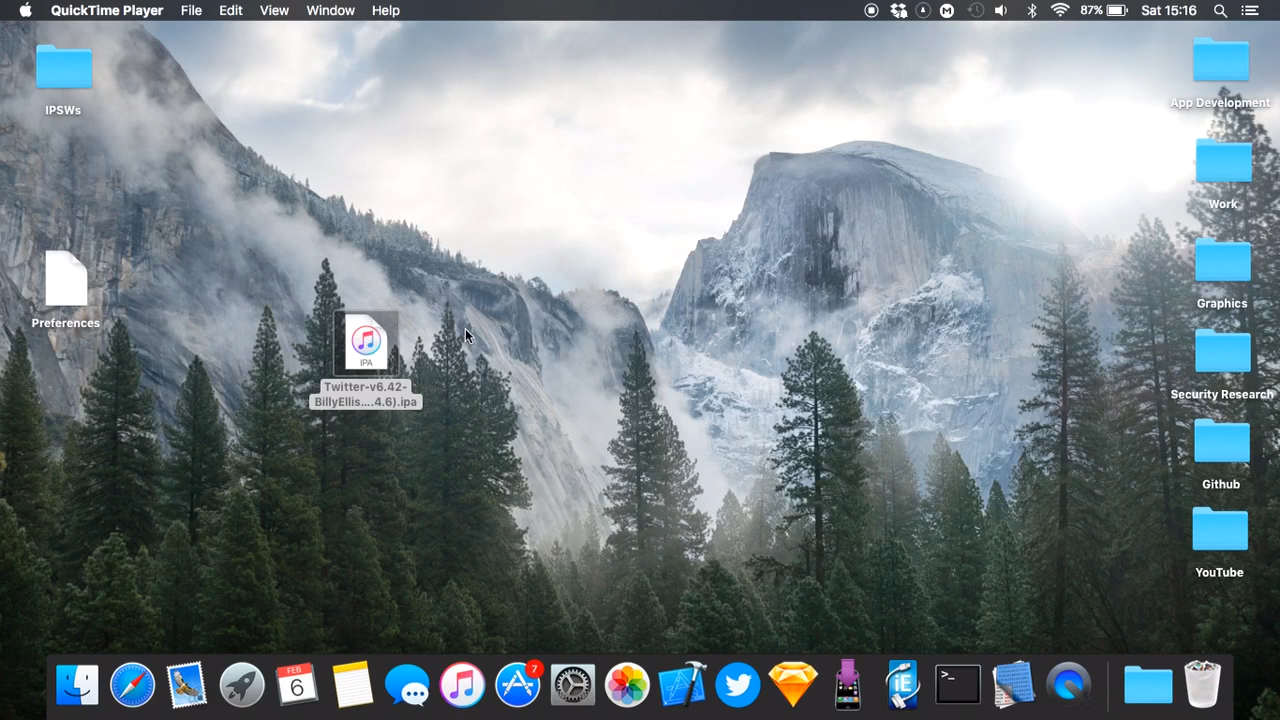 QuickTime Player File Edit View Window Help 87% Sat 15:16
IPSWs
App Development
Work
Preferences
Graphics
IPA
Twitter-v6.42-
BillyEllis....4.6).ipa
Security Research
Github
YouTube
FEB
6
7
iE
>_